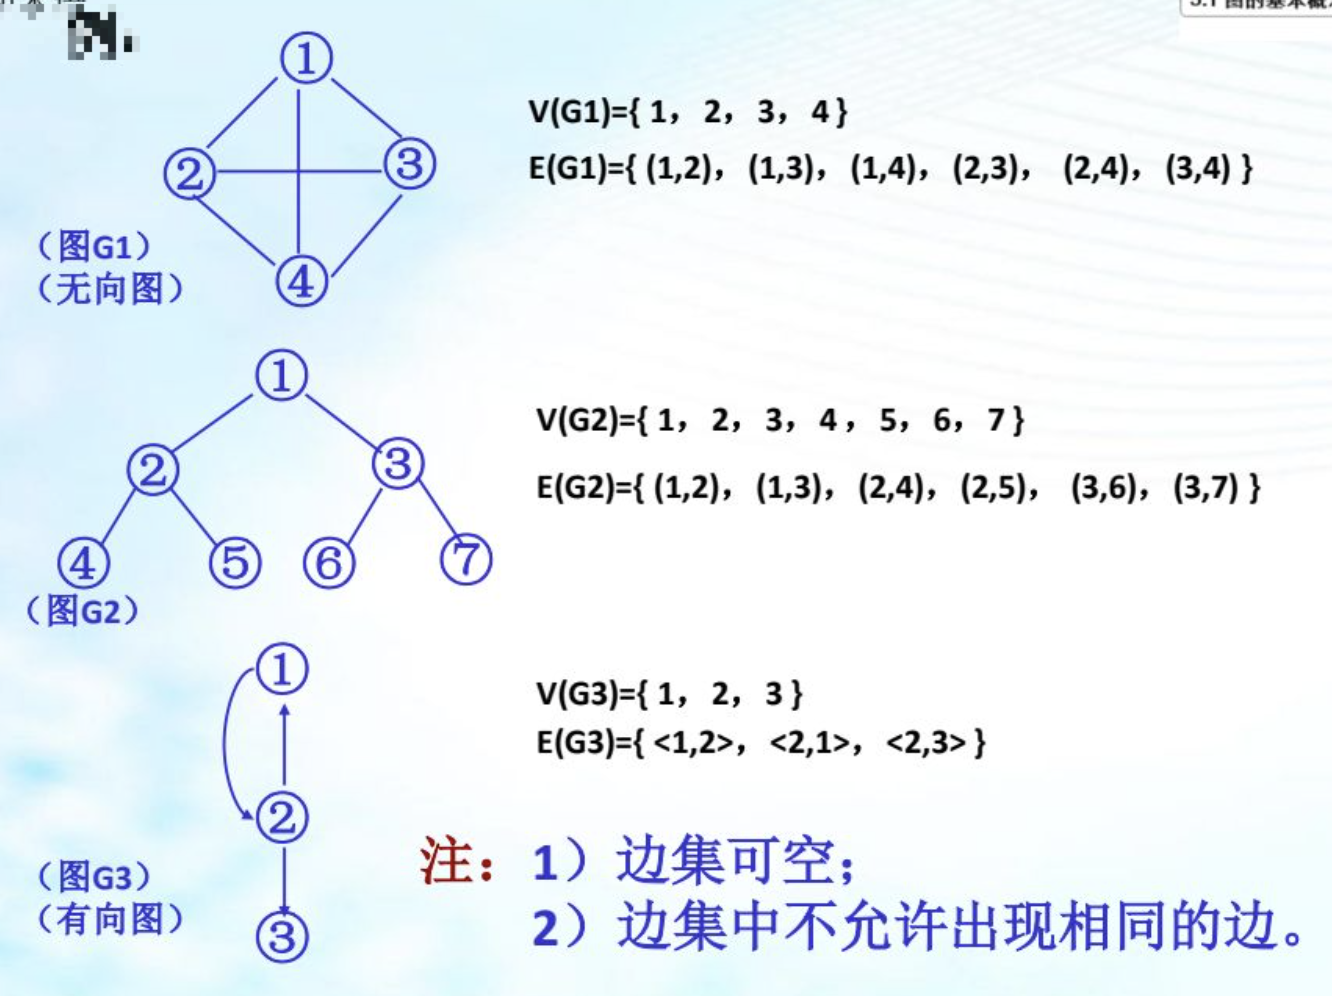 ①
② ③
④
(图G1)
(无向图)
V(G1)={ 1, 2, 3, 4 }
E(G1)={ (1,2), (1,3), (1,4), (2,3), (2,4), (3,4) }
①
② ③
④ ⑤ ⑥ ⑦
(图G2)
V(G2)={ 1, 2, 3, 4 , 5, 6, 7 }
E(G2)={ (1,2), (1,3), (2,4), (2,5), (3,6), (3,7) }
①
②
③
(图G3)
(有向图)
V(G3)={ 1, 2, 3 }
E(G3)={ <1,2>, <2,1>, <2,3> }
注:1)边集可空;
2)边集中不允许出现相同的边。